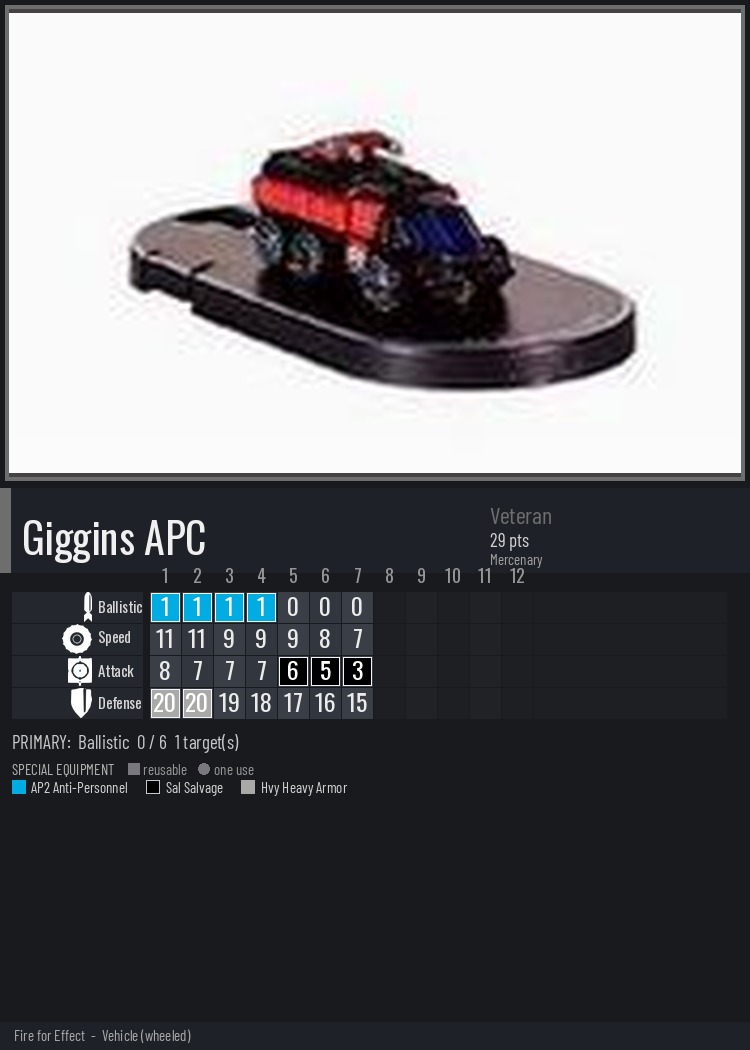 Giggins APC
Veteran
29 pts
Mercenary
1 2 3 4 5 6 7 8 9 10 11 12
Ballistic 1 1 1 1 0 0 0
Speed 11 11 9 9 9 8 7
Attack 8 7 7 7 6 5 3
Defense 20 20 19 18 17 16 15
PRIMARY: Ballistic 0 / 6 1 target(s)
SPECIAL EQUIPMENT reusable one use
AP2 Anti-Personnel Sal Salvage Hvy Heavy Armor
Fire for Effect - Vehicle (wheeled)